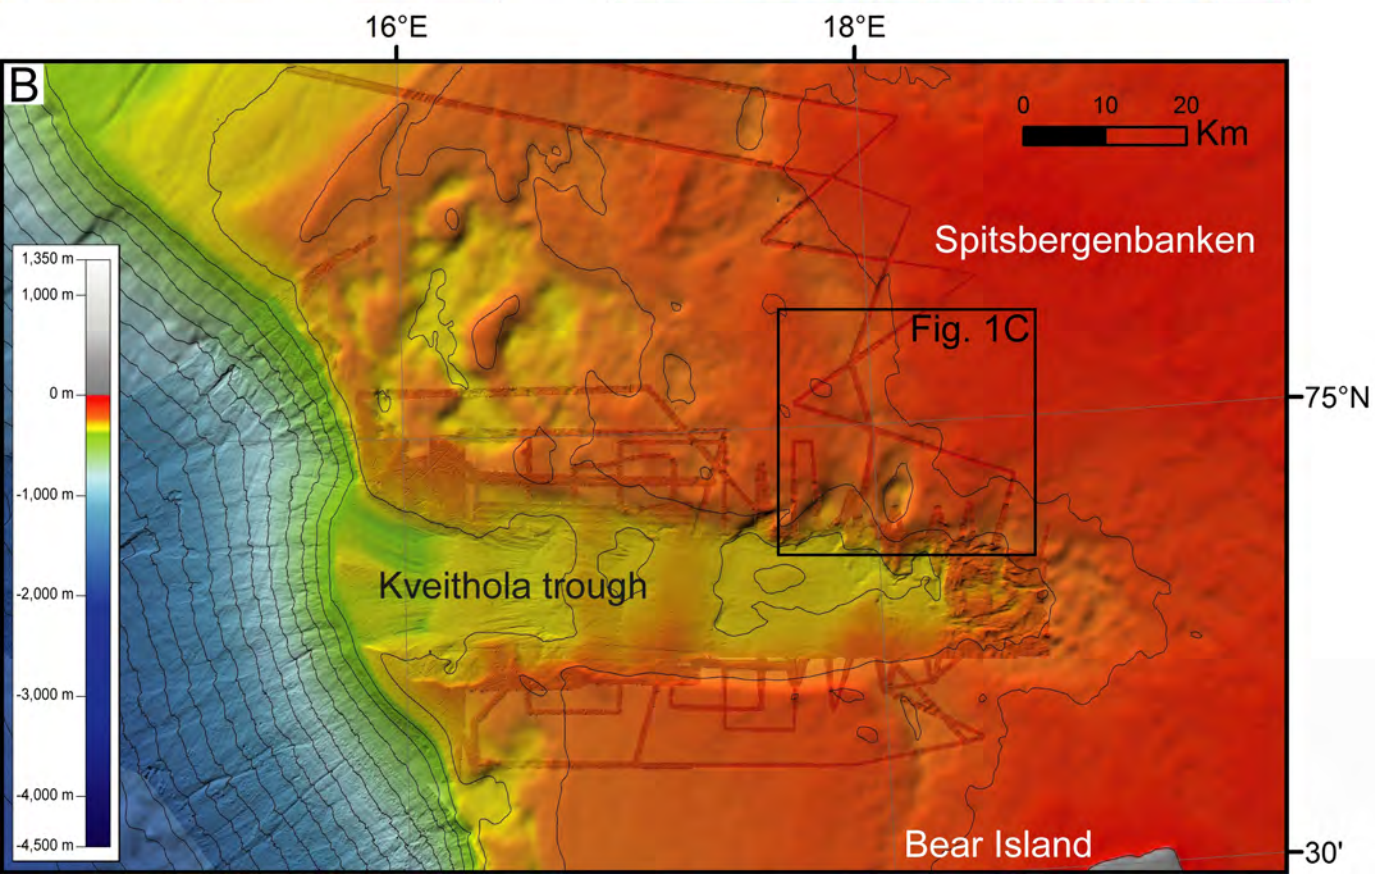 16°E 18°E
B
0 10 20
Km
Spitsbergenbanken
1,350 m
1,000 m
Fig. 1C
0 m
75°N
-1,000 m
Kveithola trough
-2,000 m
-3,000 m
-4,000 m
Bear Island
-4,500 m
30'